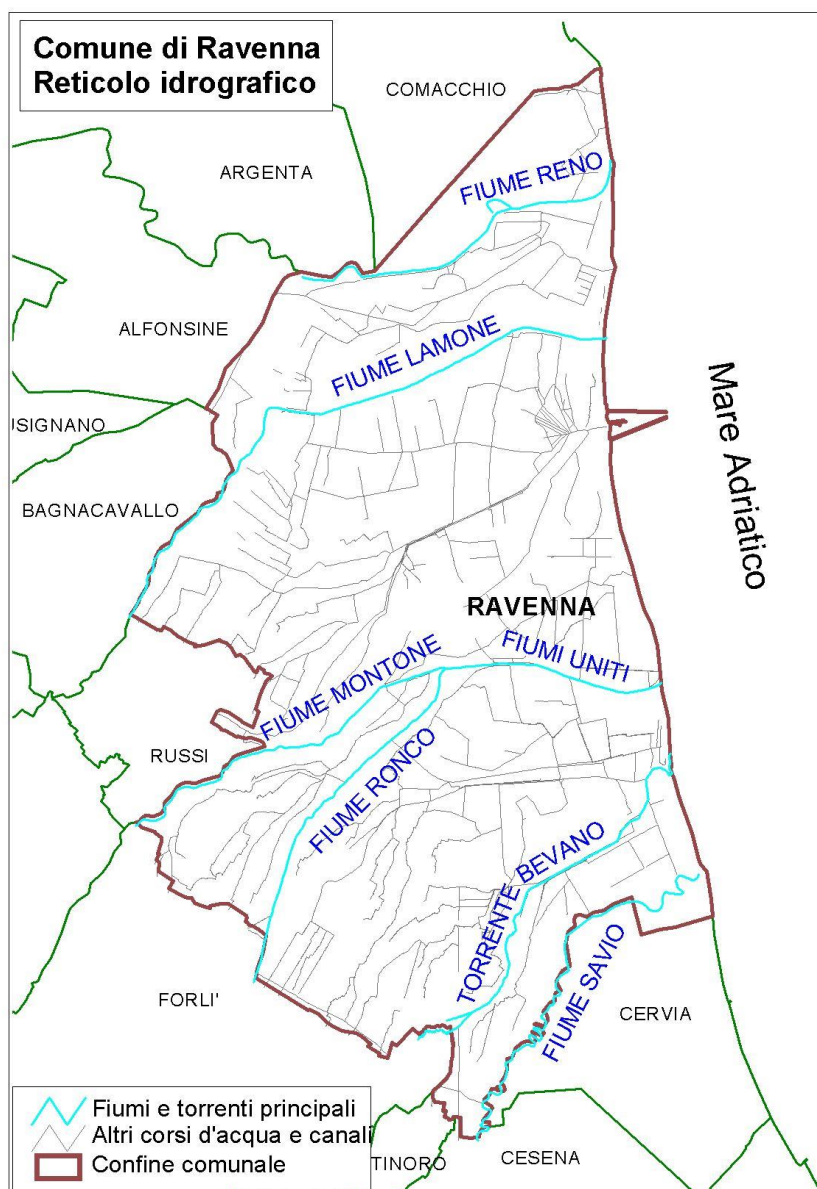 Comune di Ravenna
Reticolo idrografico
COMACCHIO
ARGENTA
FIUME RENO
ALFONSINE
FIUME LAMONE
USIGNANO
Mare Adriatico
BAGNACAVALLO
RAVENNA
FIUMI UNITI
FIUME MONTONE
RUSSI
FIUME RONCO
TORRENTE BEVANO
FIUME SAVIO
FORLI'
CERVIA
Fiumi e torrenti principali
Altri corsi d'acqua e canali
Confine comunale
TINORO
CESENA